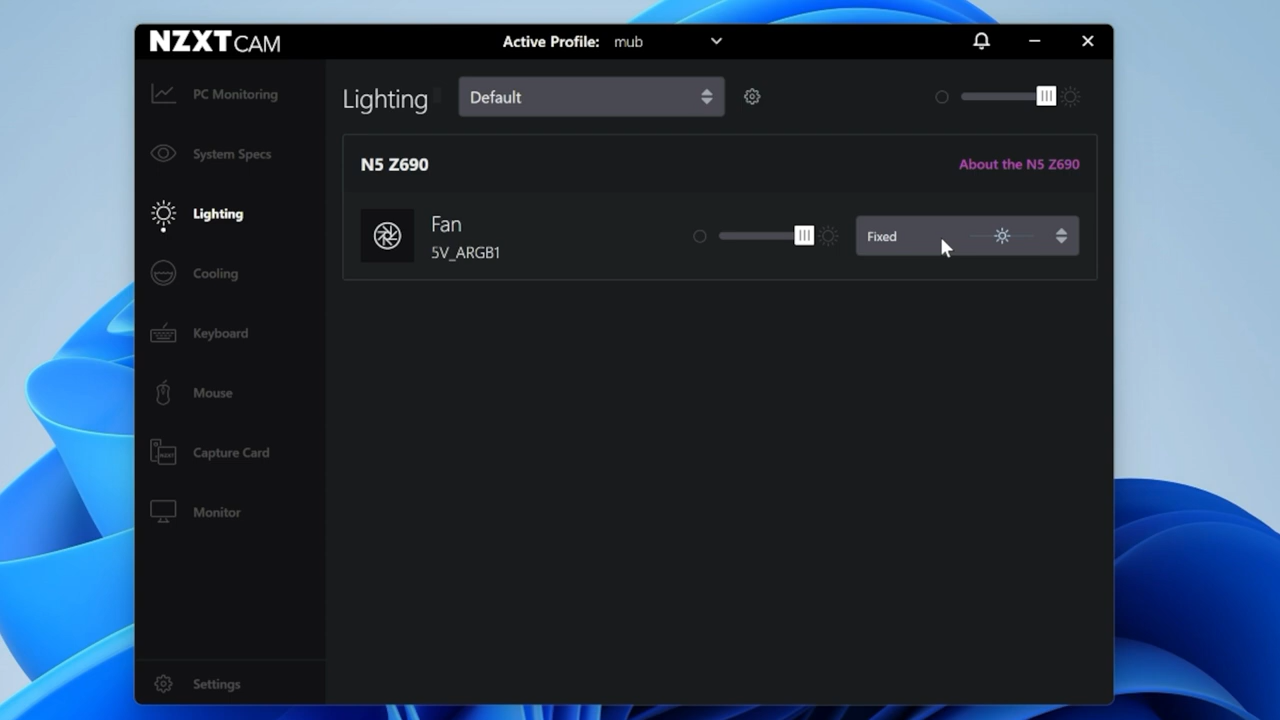 NZXT CAM
Active Profile: mub
PC Monitoring
System Specs
Lighting
Cooling
Keyboard
Mouse
Capture Card
Monitor
Settings
Lighting
Default
N5 Z690
About the N5 Z690
Fan
5V_ARGB1
Fixed